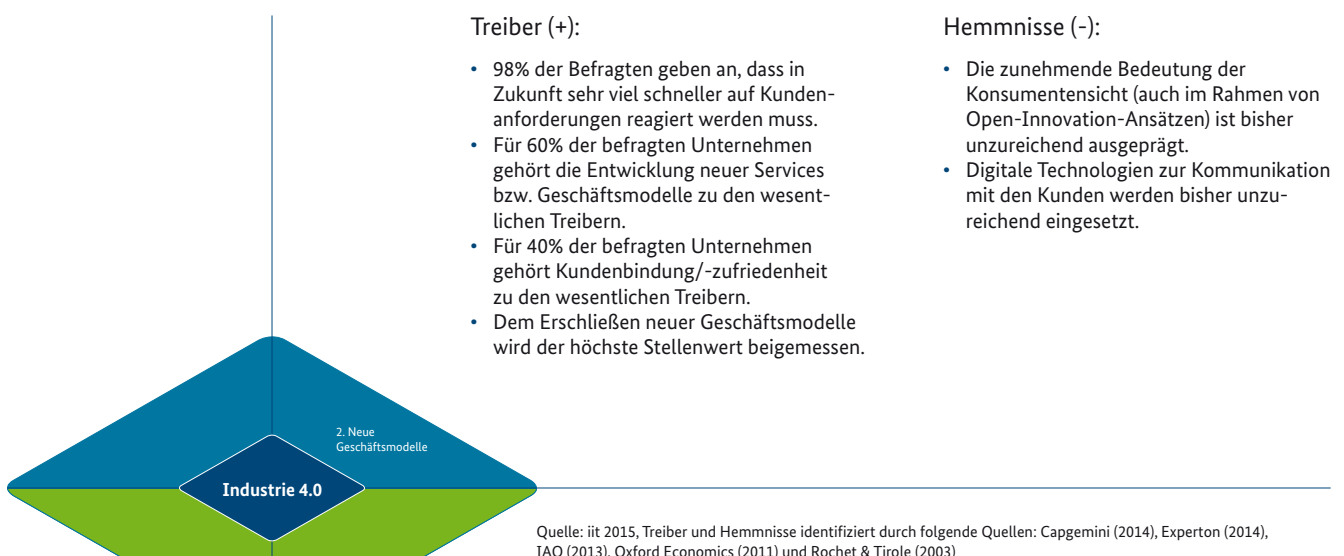 Treiber (+):
• 98% der Befragten geben an, dass in
Zukunft sehr viel schneller auf Kunden-
anforderungen reagiert werden muss.
• Für 60% der befragten Unternehmen
gehört die Entwicklung neuer Services
bzw. Geschäftsmodelle zu den wesent-
lichen Treibern.
• Für 40% der befragten Unternehmen
gehört Kundenbindung/-zufriedenheit
zu den wesentlichen Treibern.
• Dem Erschließen neuer Geschäftsmodelle
wird der höchste Stellenwert beigemessen.
Hemmnisse (-):
• Die zunehmende Bedeutung der
Konsumentensicht (auch im Rahmen von
Open-Innovation-Ansätzen) ist bisher
unzureichend ausgeprägt.
• Digitale Technologien zur Kommunikation
mit den Kunden werden bisher unzu-
reichend eingesetzt.
2. Neue
Geschäftsmodelle
Industrie 4.0
Quelle: iit 2015, Treiber und Hemmnisse identifiziert durch folgende Quellen: Capgemini (2014), Experton (2014),
IAO (2013), Oxford Economics (2011) und Rochet & Tirole (2003)